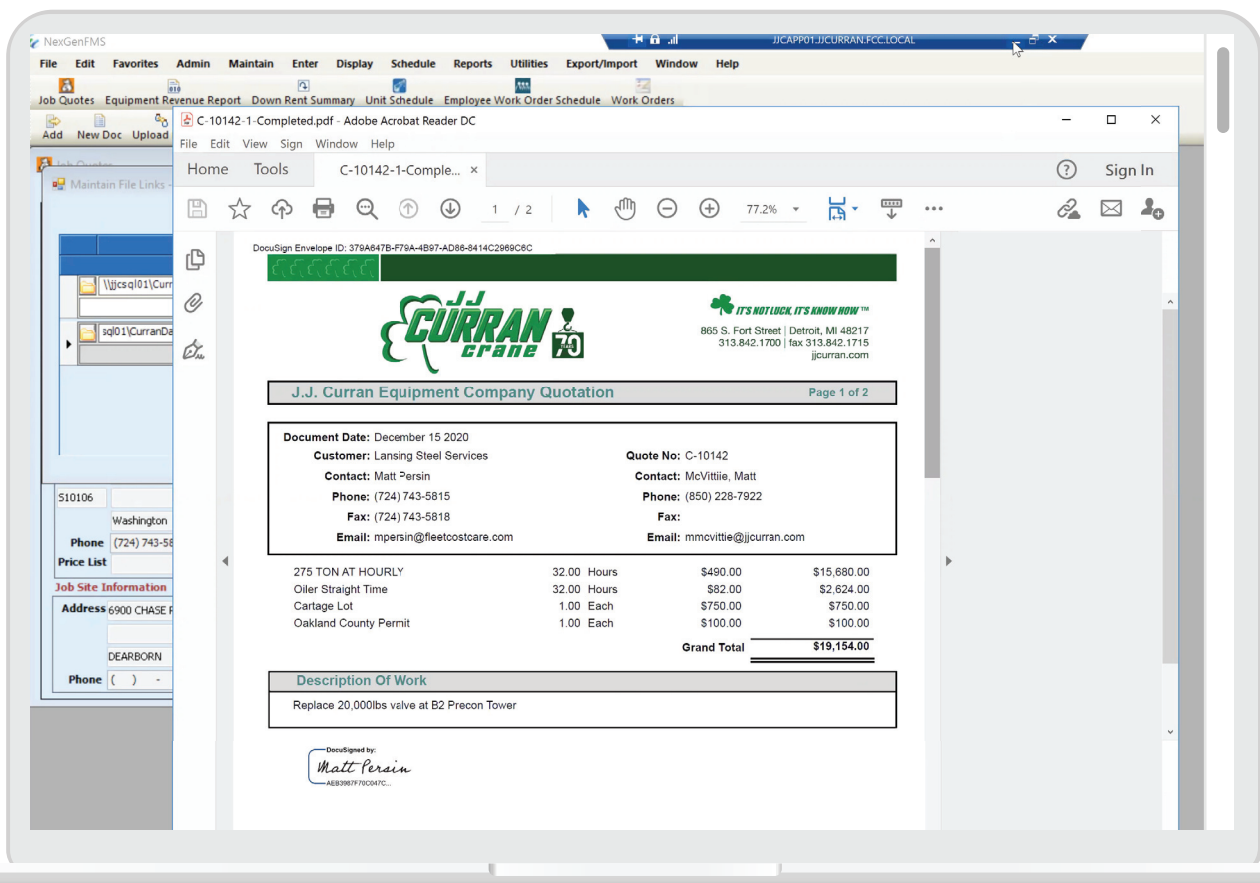 NexGenFMS
JJCAPP01.JJCURRAN.FCC.LOCAL
File Edit Favorites Admin Maintain Enter Display Schedule Reports Utilities Export/Import Window Help
Job Quotes Equipment Revenue Report Down Rent Summary Unit Schedule Employee Work Order Schedule Work Orders
Add New Doc Upload
C-10142-1-Completed.pdf - Adobe Acrobat Reader DC
File Edit View Sign Window Help
Job Quotes
Maintain File Links -
Home Tools C-10142-1-Comple... × Sign In
1 / 2 77.2%
DocuSign Envelope ID: 379A647B-F79A-4B97-AD86-8414C2969C6C
\\jjcsql01\Curr
sql01\CurranDa
JJ
CURRAN
crane
70
YEARS
IT'S NOT LUCK, IT'S KNOW HOW ™
865 S. Fort Street | Detroit, MI 48217
313.842.1700 | fax 313.842.1715
jjcurran.com
J.J. Curran Equipment Company Quotation Page 1 of 2
Document Date: December 15 2020
Customer: Lansing Steel Services Quote No: C-10142
Contact: Matt Persin Contact: McVittiie, Matt
Phone: (724) 743-5815 Phone: (850) 228-7922
Fax: (724) 743-5818 Fax:
Email: mpersin@fleetcostcare.com Email: mmcvittie@jjcurran.com
275 TON AT HOURLY 32.00 Hours $490.00 $15,680.00
Oiler Straight Time 32.00 Hours $82.00 $2,624.00
Cartage Lot 1.00 Each $750.00 $750.00
Oakland County Permit 1.00 Each $100.00 $100.00
Grand Total $19,154.00
Description Of Work
Replace 20,000lbs valve at B2 Precon Tower
DocuSigned by:
Matt Persin
AEB3987F70C047C...
S10106
Washington
Phone (724) 743-58
Price List
Job Site Information
Address 6900 CHASE R
DEARBORN
Phone ( ) -